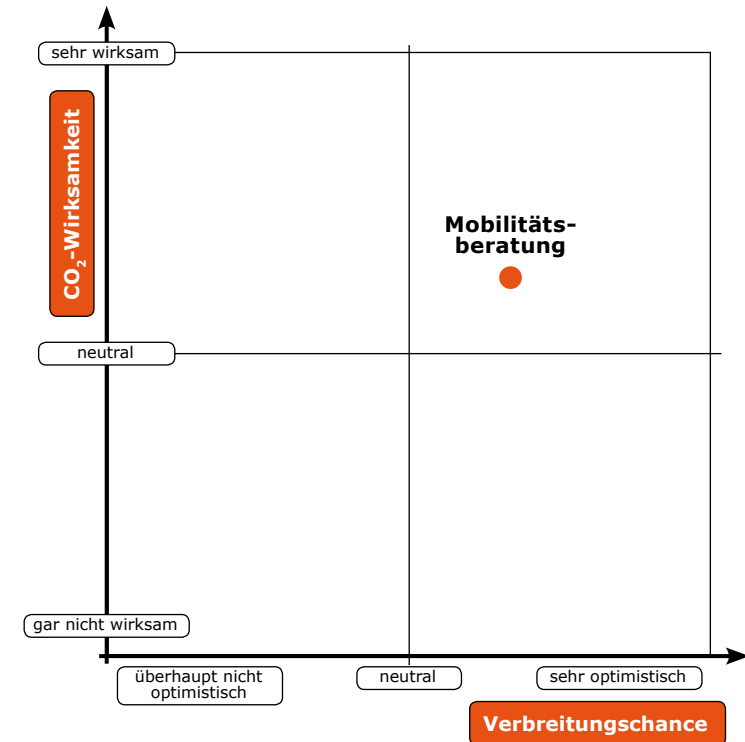 sehr wirksam
CO₂-Wirksamkeit
Mobilitäts-
beratung
neutral
gar nicht wirksam
überhaupt nicht
optimistisch
neutral
sehr optimistisch
Verbreitungschance